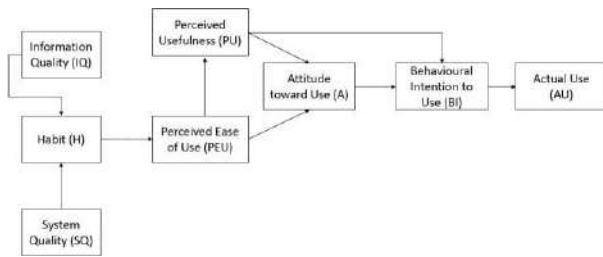 Perceived
Usefulness (PU)
Information
Quality (IQ)
Attitude
toward Use (A)
Behavioural
Intention to
Use (BI)
Actual Use
(AU)
Habit (H)
Perceived Ease
of Use (PEU)
System
Quality (SQ)